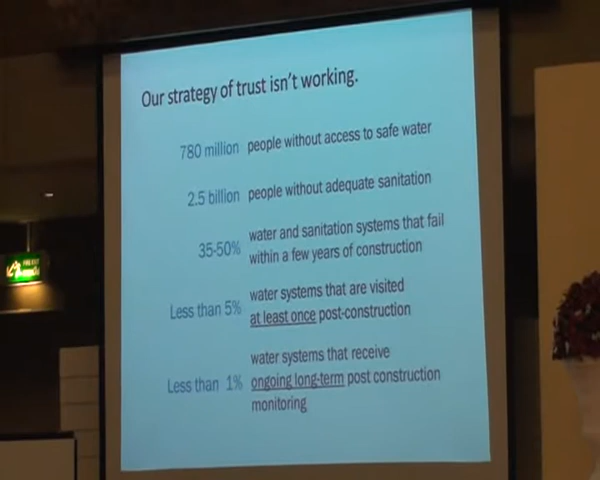 Our strategy of trust isn't working.
780 million people without access to safe water
2.5 billion people without adequate sanitation
35-50% water and sanitation systems that fail
within a few years of construction
Less than 5% water systems that are visited
at least once post-construction
Less than 1% water systems that receive
ongoing long-term post construction
monitoring